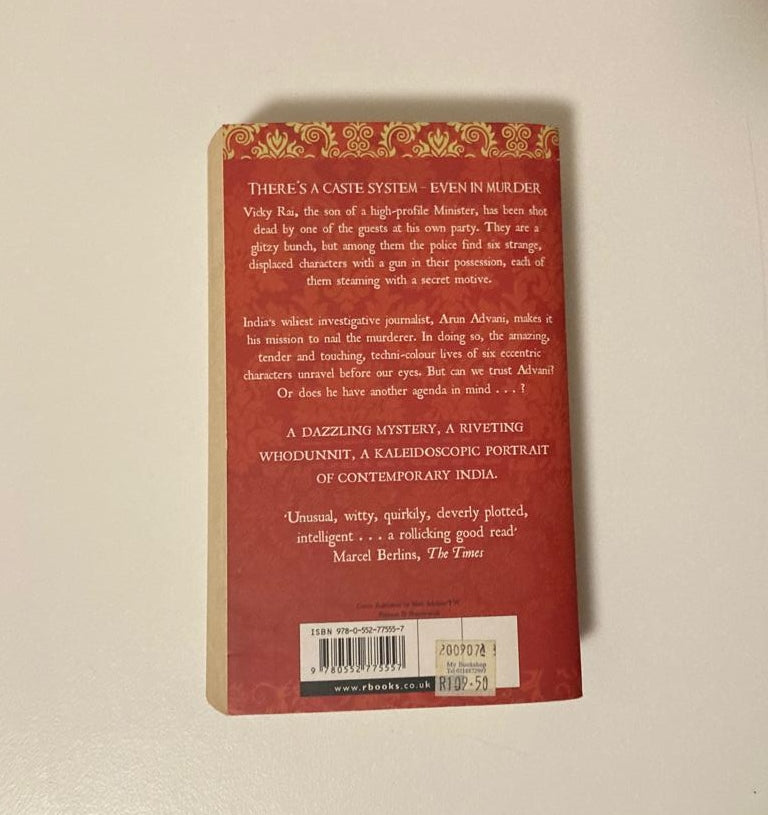 THERE'S A CASTE SYSTEM – EVEN IN MURDER
Vicky Rai, the son of a high-profile Minister, has been shot
dead by one of the guests at his own party. They are a
glitzy bunch, but among them the police find six strange,
displaced characters with a gun in their possession, each of
them steaming with a secret motive.
India's wiliest investigative journalist, Arun Advani, makes it
his mission to nail the murderer. In doing so, the amazing,
tender and touching, techni-colour lives of six eccentric
characters unravel before our eyes. But can we trust Advani?
Or does he have another agenda in mind . . . ?
A DAZZLING MYSTERY, A RIVETING
WHODUNNIT, A KALEIDOSCOPIC PORTRAIT
OF CONTEMPORARY INDIA.
'Unusual, witty, quirkily, cleverly plotted,
intelligent . . . a rollicking good read'
Marcel Berlins, The Times
ISBN 978-0-552-77555-7
9 780552 775557
www.rbooks.co.uk
My Bookshop
R109-50